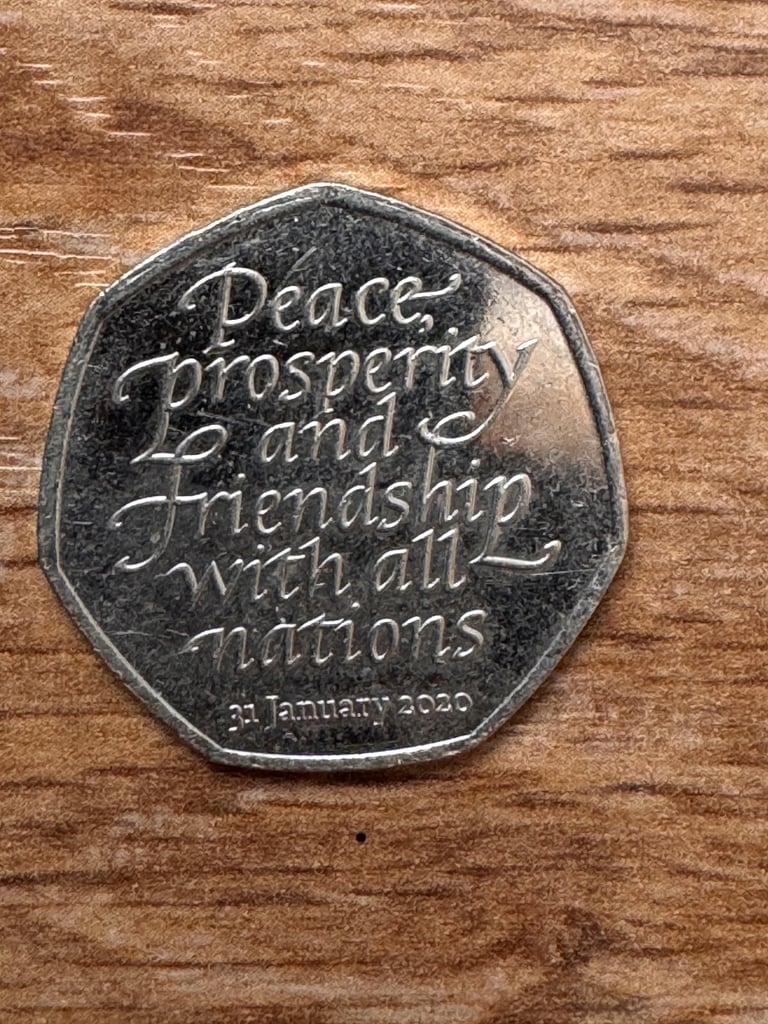 Peace,
prosperity
and
friendship
with all
nations
31 January 2020